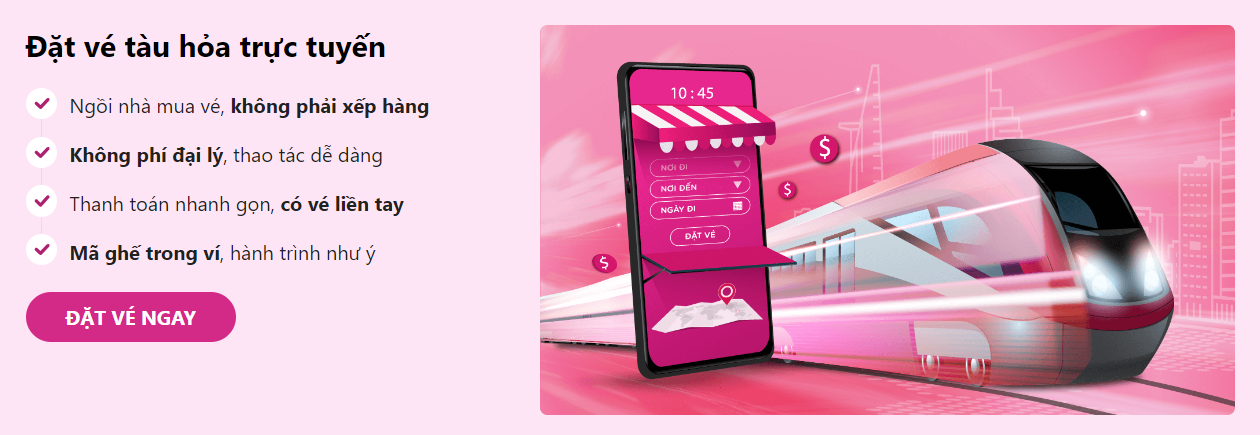 Đặt vé tàu hỏa trực tuyến
Ngồi nhà mua vé, không phải xếp hàng
Không phí đại lý, thao tác dễ dàng
Thanh toán nhanh gọn, có vé liền tay
Mã ghế trong ví, hành trình như ý
ĐẶT VÉ NGAY
10 : 45
NƠI ĐI
NƠI ĐẾN
NGÀY ĐI
ĐẶT VÉ
$
$
$